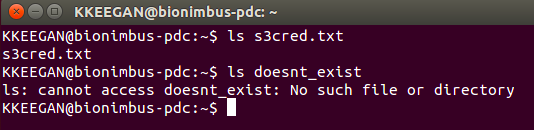 KKEEGAN@bionimbus-pdc: ~
KKEEGAN@bionimbus-pdc:~$ ls s3cred.txt
s3cred.txt
KKEEGAN@bionimbus-pdc:~$ ls doesnt_exist
ls: cannot access doesnt_exist: No such file or directory
KKEEGAN@bionimbus-pdc:~$